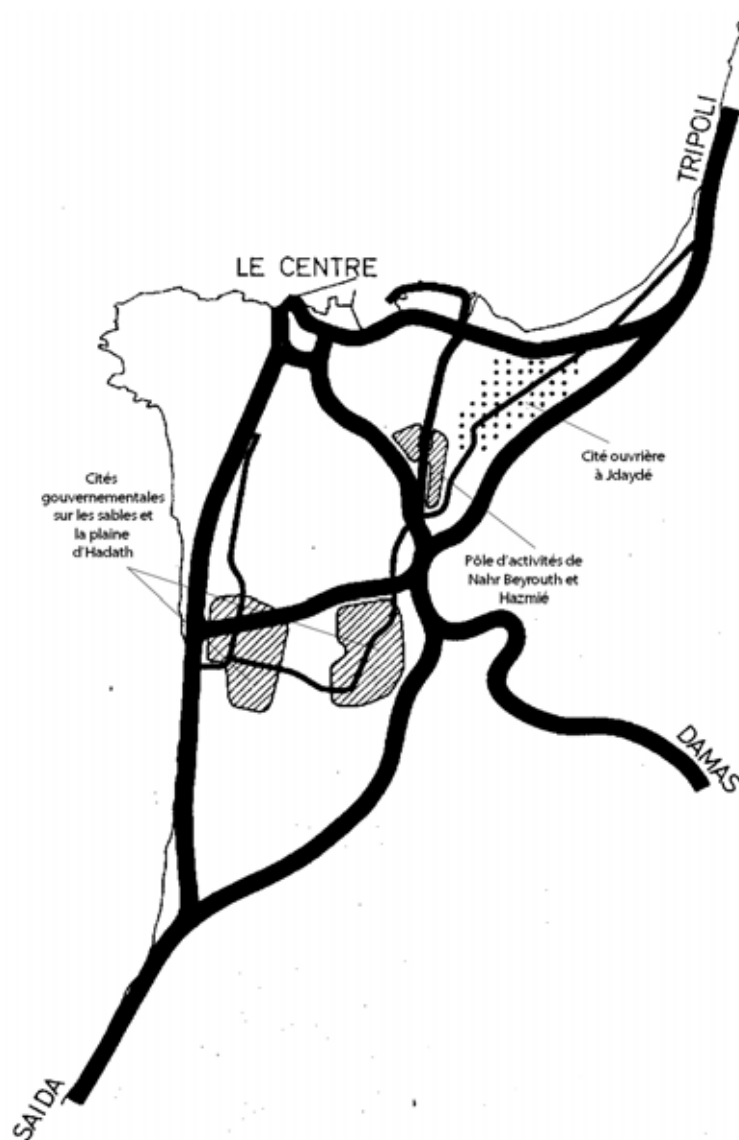 TRIPOLI
LE CENTRE
Cité ouvrière
à Jdaydé
Cités
gouvernementales
sur les sables et
la plaine
d'Hadath
Pôle d'activités de
Nahr Beyrouth et
Hazmié
DAMAS
SAIDA